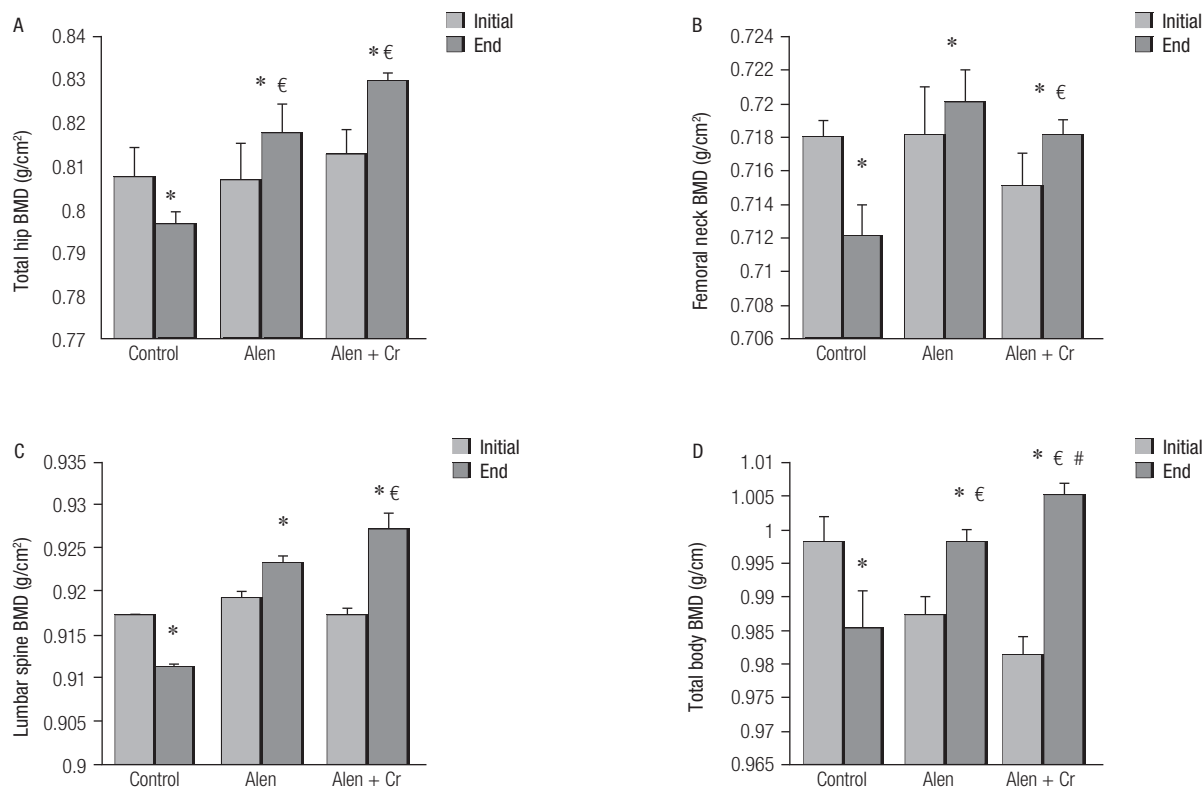 A
Initial
End
Total hip BMD (g/cm²)
0.84
0.83
0.82
0.81
0.8
0.79
0.78
0.77
* 
* €
* €
Control Alen Alen + Cr
B
Initial
End
Femoral neck BMD (g/cm²)
0.724
0.722
0.72
0.718
0.716
0.714
0.712
0.71
0.708
0.706
*
*
* €
Control Alen Alen + Cr
C
Initial
End
Lumbar spine BMD (g/cm²)
0.935
0.93
0.925
0.92
0.915
0.91
0.905
0.9
*
*
* €
Control Alen Alen + Cr
D
Initial
End
Total body BMD (g/cm)
1.01
1.005
1
0.995
0.99
0.985
0.98
0.975
0.97
0.965
*
* €
* € #
Control Alen Alen + Cr